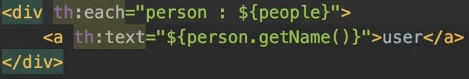 <div th:each="person : ${people}">
<a th:text="${person.getName()}">user</a>
</div>